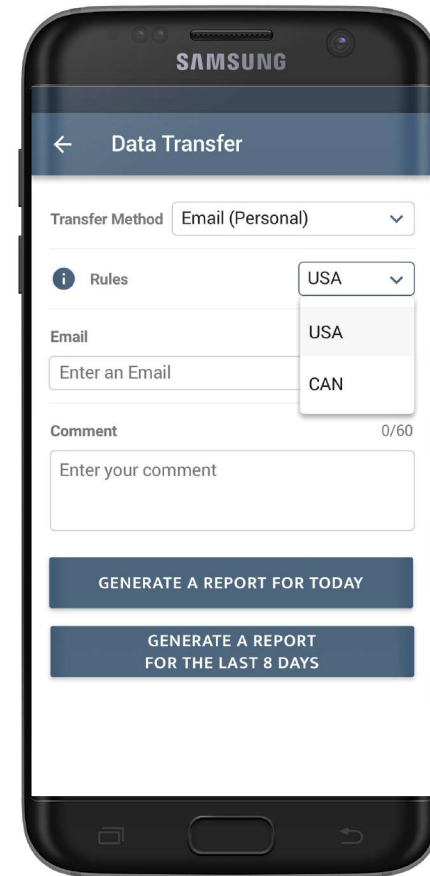 SAMSUNG
Data Transfer
Transfer Method Email (Personal)
Rules USA
Email USA
Enter an Email
CAN
Comment 0/60
Enter your comment
GENERATE A REPORT FOR TODAY
GENERATE A REPORT
FOR THE LAST 8 DAYS